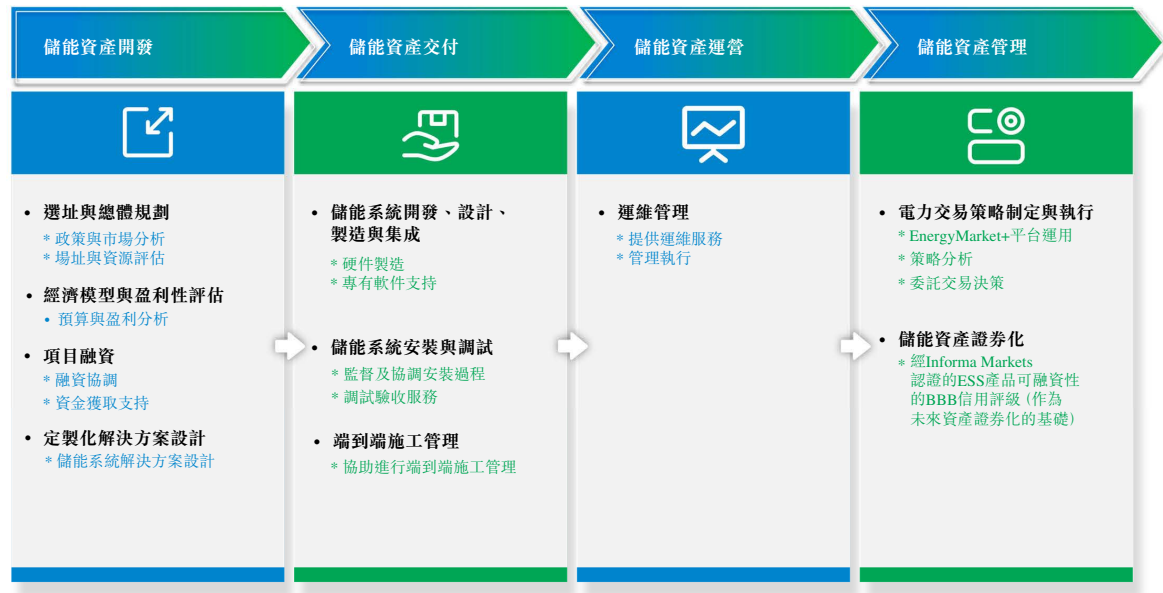 儲能資產開發
儲能資產交付
儲能資產運營
儲能資產管理
• 選址與總體規劃
* 政策與市場分析
* 場址與資源評估
• 經濟模型與盈利性評估
• 預算與盈利分析
• 項目融資
* 融資協調
* 資金獲取支持
• 定製化解決方案設計
* 儲能系統解決方案設計
• 儲能系統開發、設計、
製造與集成
* 硬件製造
* 專有軟件支持
• 儲能系統安裝與調試
* 監督及協調安裝過程
* 調試驗收服務
• 端到端施工管理
* 協助進行端到端施工管理
• 運維管理
* 提供運維服務
* 管理執行
• 電力交易策略制定與執行
* EnergyMarket+平台運用
* 策略分析
* 委託交易決策
• 儲能資產證券化
* 經Informa Markets
認證的ESS產品可融資性
的BBB信用評級（作為
未來資產證券化的基礎）